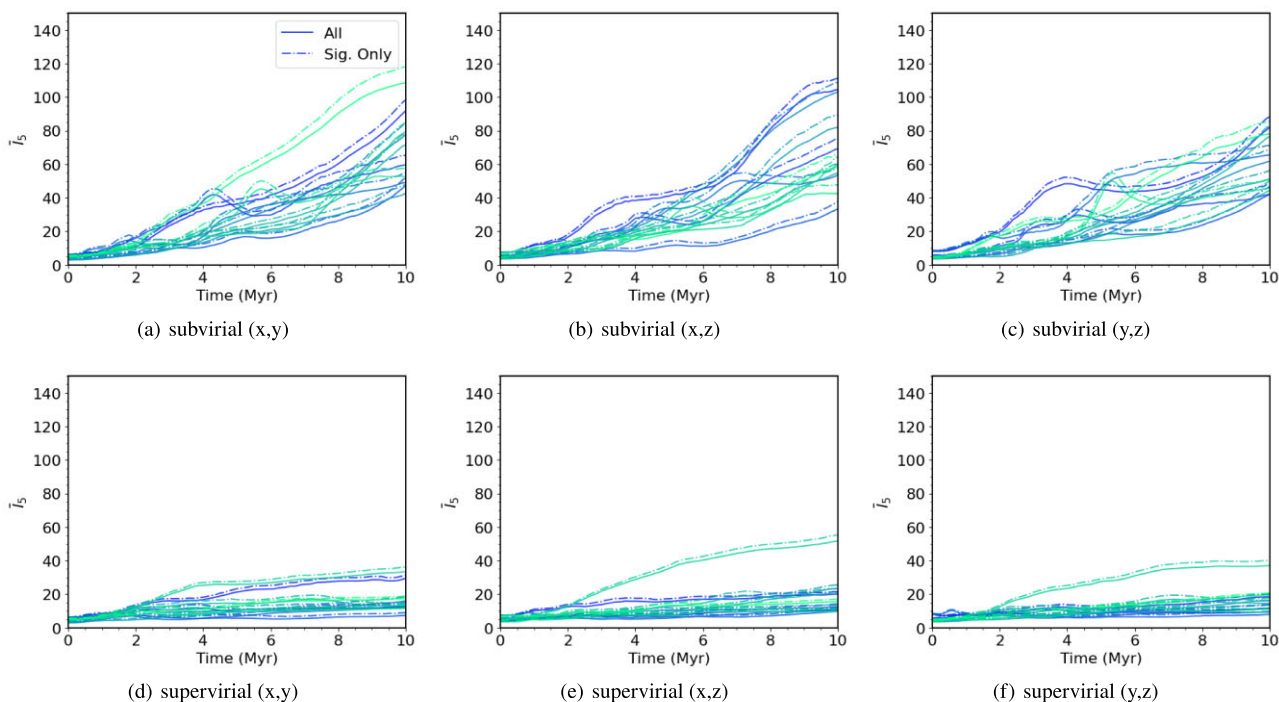 140
120
100
80
60
40
20
0
Ī₅
All
Sig. Only
0 2 4 6 8 10
Time (Myr)
(a) subvirial (x,y)
140
120
100
80
60
40
20
0
Ī₅
0 2 4 6 8 10
Time (Myr)
(b) subvirial (x,z)
140
120
100
80
60
40
20
0
Ī₅
0 2 4 6 8 10
Time (Myr)
(c) subvirial (y,z)
140
120
100
80
60
40
20
0
Ī₅
0 2 4 6 8 10
Time (Myr)
(d) supervirial (x,y)
140
120
100
80
60
40
20
0
Ī₅
0 2 4 6 8 10
Time (Myr)
(e) supervirial (x,z)
140
120
100
80
60
40
20
0
Ī₅
0 2 4 6 8 10
Time (Myr)
(f) supervirial (y,z)